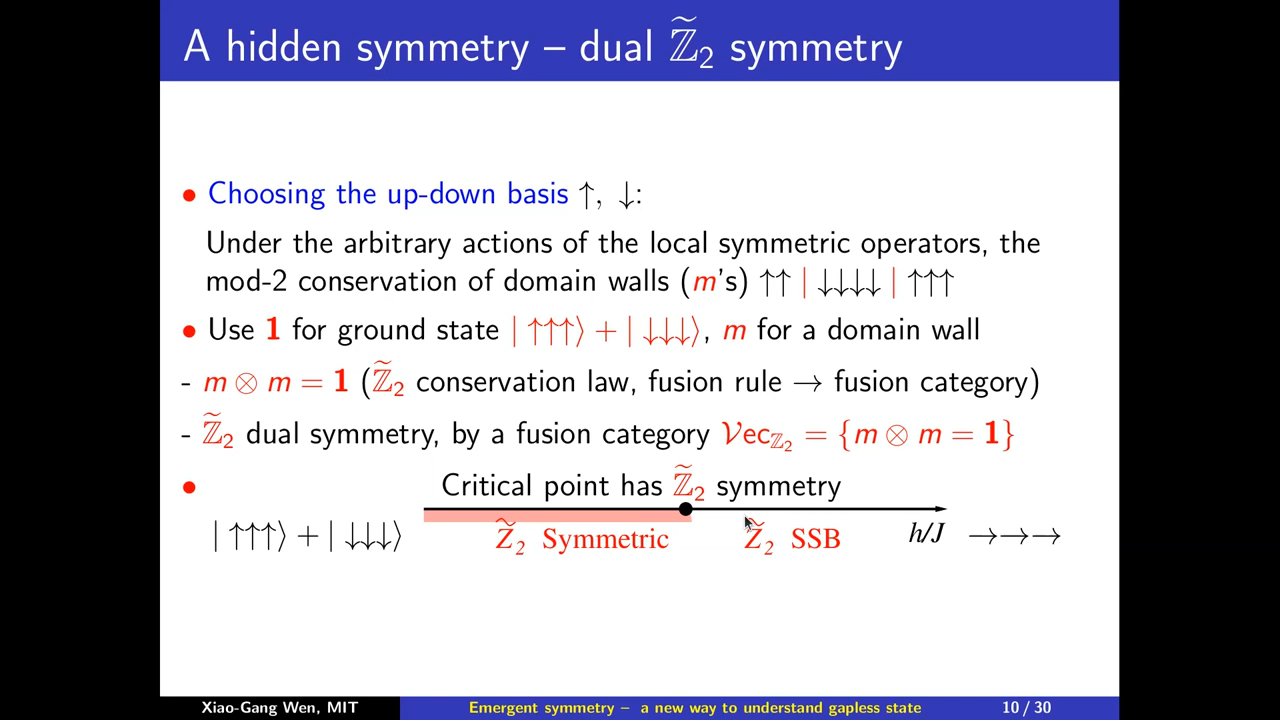 A hidden symmetry – dual ℤ̃₂ symmetry
• Choosing the up-down basis ↑, ↓:
Under the arbitrary actions of the local symmetric operators, the
mod-2 conservation of domain walls (m's) ↑↑ | ↓↓↓↓ | ↑↑↑
• Use 1 for ground state | ↑↑↑⟩ + | ↓↓↓⟩, m for a domain wall
- m ⊗ m = 1 (ℤ̃₂ conservation law, fusion rule → fusion category)
- ℤ̃₂ dual symmetry, by a fusion category 𝒱ec_ℤ₂ = {m ⊗ m = 1}
• Critical point has ℤ̃₂ symmetry
| ↑↑↑⟩ + | ↓↓↓⟩ Z̃₂ Symmetric Z̃₂ SSB h/J →→→
Xiao-Gang Wen, MIT Emergent symmetry – a new way to understand gapless state 10 / 30